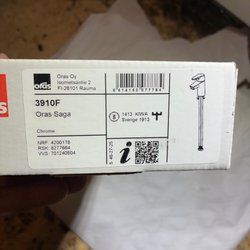 oras
Oras Oy
Isometsäntie 2
FI-26101 Rauma
3910F
Oras Saga
Chrome
NRF: 4200178
RSK: 8277664
VVS: 701240604
1413 KIWA
Sverige 1913
i